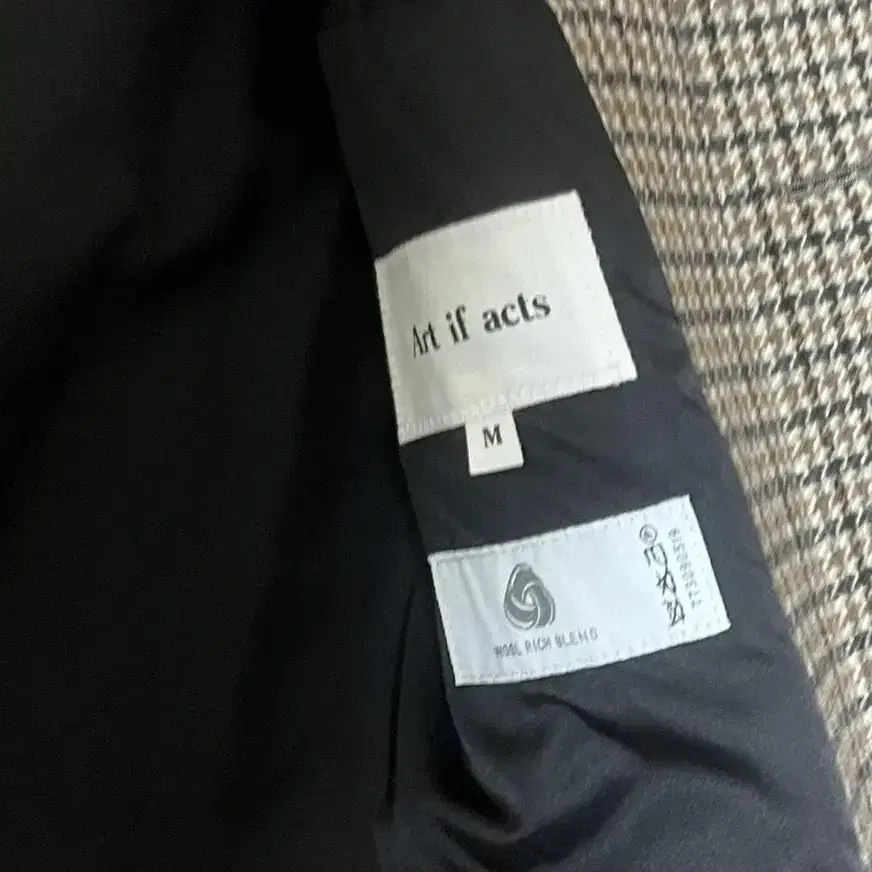 Art if acts
M
WOOL RICH BLEND